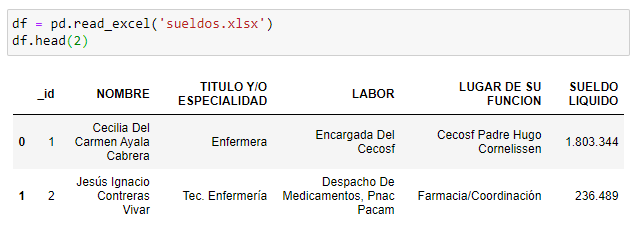 df = pd.read_excel('sueldos.xlsx')
df.head(2)
_id NOMBRE TITULO Y/O ESPECIALIDAD LABOR LUGAR DE SU FUNCION SUELDO LIQUIDO
0 1 Cecilia Del Carmen Ayala Cabrera Enfermera Encargada Del Cecosf Cecosf Padre Hugo Cornelissen 1.803.344
1 2 Jesús Ignacio Contreras Vivar Tec. Enfermería Despacho De Medicamentos, Pnac Pacam Farmacia/Coordinación 236.489